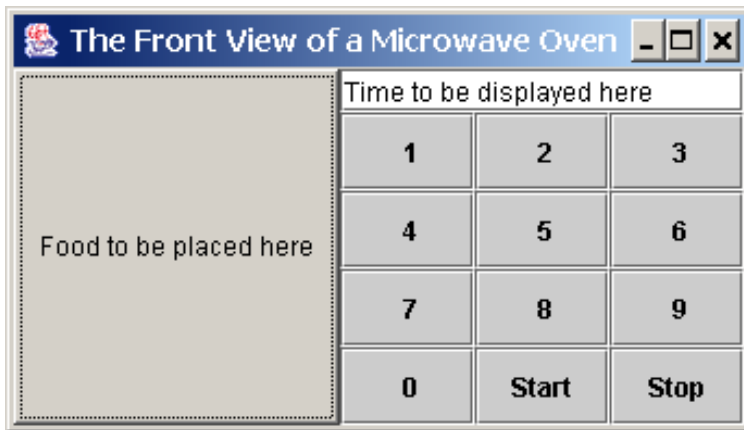 The Front View of a Microwave Oven
Time to be displayed here
1 2 3
Food to be placed here
4 5 6
7 8 9
0 Start Stop